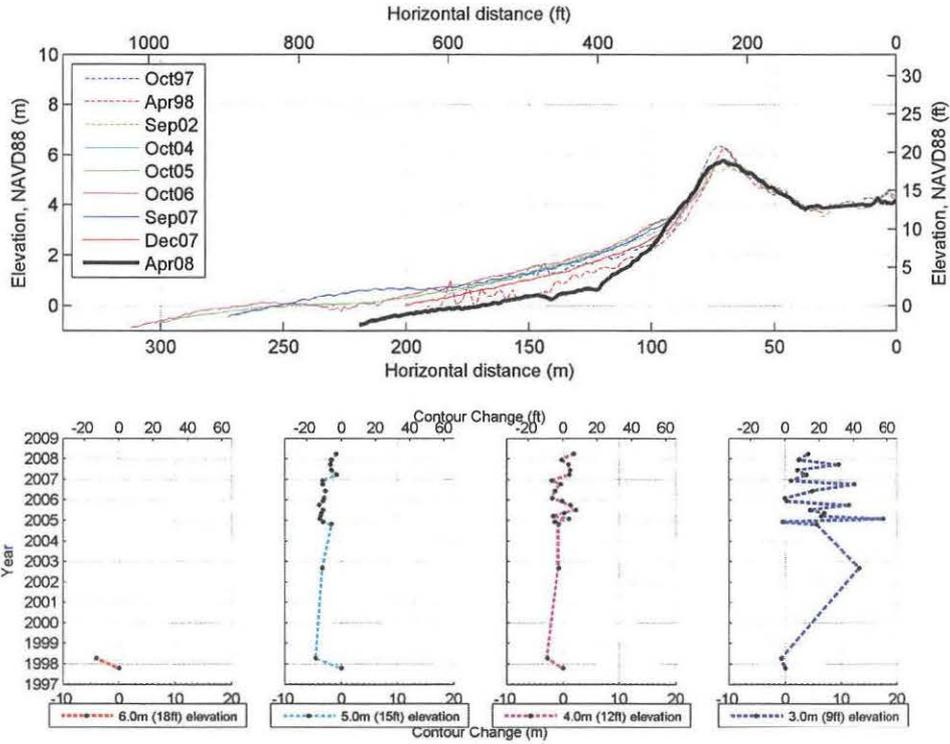 Horizontal distance (ft)
1000 800 600 400 200 0
10
8
6
4
2
0
Elevation, NAVD88 (m)
Oct97
Apr98
Sep02
Oct04
Oct05
Oct06
Sep07
Dec07
Apr08
30
25
20
15
10
5
0
Elevation, NAVD88 (ft)
300 250 200 150 100 50 0
Horizontal distance (m)
Contour Change (ft)
-20 0 20 40 60
-20 0 20 40 60
-20 0 20 40 60
-20 0 20 40 60
2009
2008
2007
2006
2005
2004
2003
2002
2001
2000
1999
1998
1997
Year
-10 0 10 20
-10 0 10 20
-10 0 10 20
-10 0 10 20
6.0m (18ft) elevation
5.0m (15ft) elevation
4.0m (12ft) elevation
3.0m (9ft) elevation
Contour Change (m)